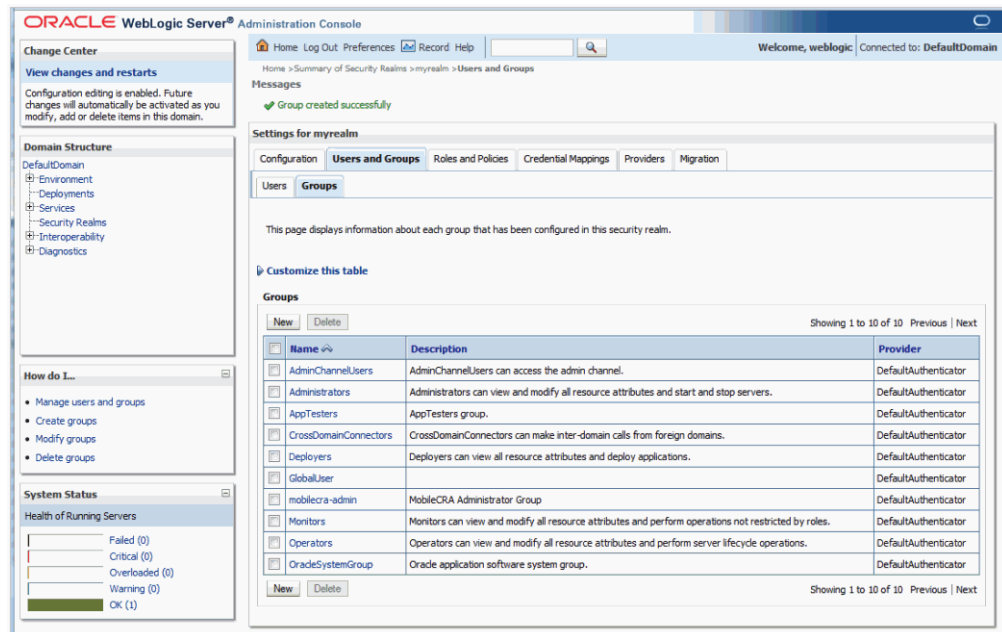 ORACLE WebLogic Server® Administration Console
Change Center
View changes and restarts
Configuration editing is enabled. Future
changes will automatically be activated as you
modify, add or delete items in this domain.
Domain Structure
DefaultDomain
Environment
Deployments
Services
Security Realms
Interoperability
Diagnostics
How do I...
Manage users and groups
Create groups
Modify groups
Delete groups
System Status
Health of Running Servers
Failed (0)
Critical (0)
Overloaded (0)
Warning (0)
OK (1)
Home Log Out Preferences Record Help
Welcome, weblogic Connected to: DefaultDomain
Home >Summary of Security Realms >myrealm >Users and Groups
Messages
Group created successfully
Settings for myrealm
Configuration Users and Groups Roles and Policies Credential Mappings Providers Migration
Users Groups
This page displays information about each group that has been configured in this security realm.
Customize this table
Groups
New Delete Showing 1 to 10 of 10 Previous | Next
Name Description Provider
AdminChannelUsers AdminChannelUsers can access the admin channel. DefaultAuthenticator
Administrators Administrators can view and modify all resource attributes and start and stop servers. DefaultAuthenticator
AppTesters AppTesters group. DefaultAuthenticator
CrossDomainConnectors CrossDomainConnectors can make inter-domain calls from foreign domains. DefaultAuthenticator
Deployers Deployers can view all resource attributes and deploy applications. DefaultAuthenticator
GlobalUser DefaultAuthenticator
mobilecra-admin MobileCRA Administrator Group DefaultAuthenticator
Monitors Monitors can view and modify all resource attributes and perform operations not restricted by roles. DefaultAuthenticator
Operators Operators can view and modify all resource attributes and perform server lifecycle operations. DefaultAuthenticator
OracleSystemGroup Oracle application software system group. DefaultAuthenticator
New Delete Showing 1 to 10 of 10 Previous | Next